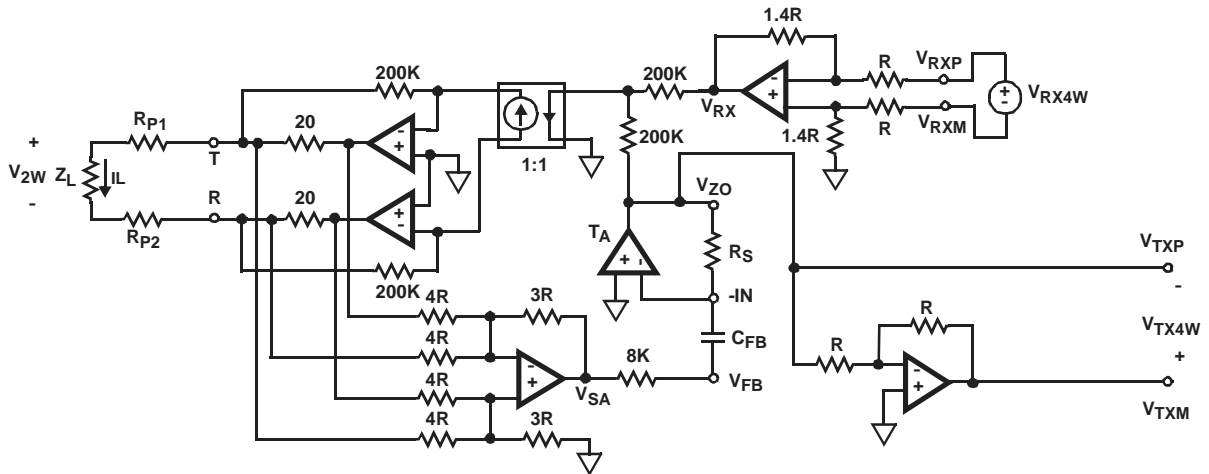 1.4R
200K
200K
R
V_RXP
V_RX4W
+
-
-
+
V_RX
R
V_RXM
1.4R
200K
1:1
R_P1
20
T
-
+
+
V_2W
-
Z_L
IL
R
20
+
-
R_P2
200K
V_ZO
T_A
+ -
R_S
-IN
C_FB
V_FB
4R
3R
4R
-
+
8K
V_SA
4R
4R
3R
V_TXP
-
V_TX4W
+
V_TXM
R
R
-
+